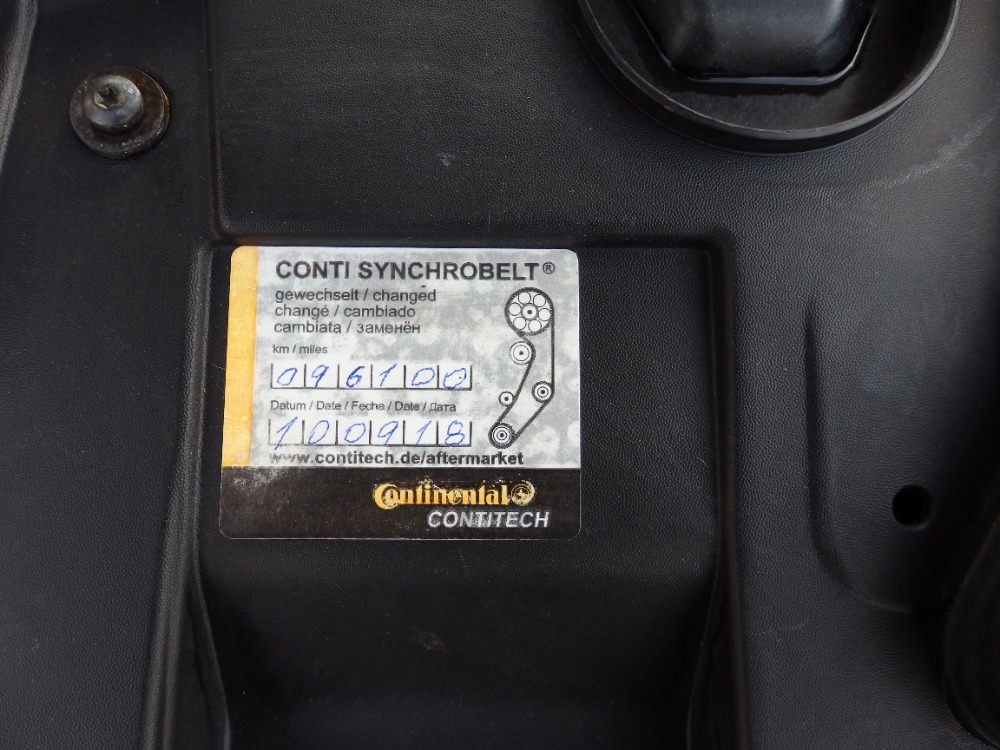 CONTI SYNCHROBELT®
gewechselt / changed
changé / cambiado
cambiata / заменён
km / miles
096100
Datum / Date / Fecha / Date / Дата
100918
www.contitech.de/aftermarket
Continental
CONTITECH